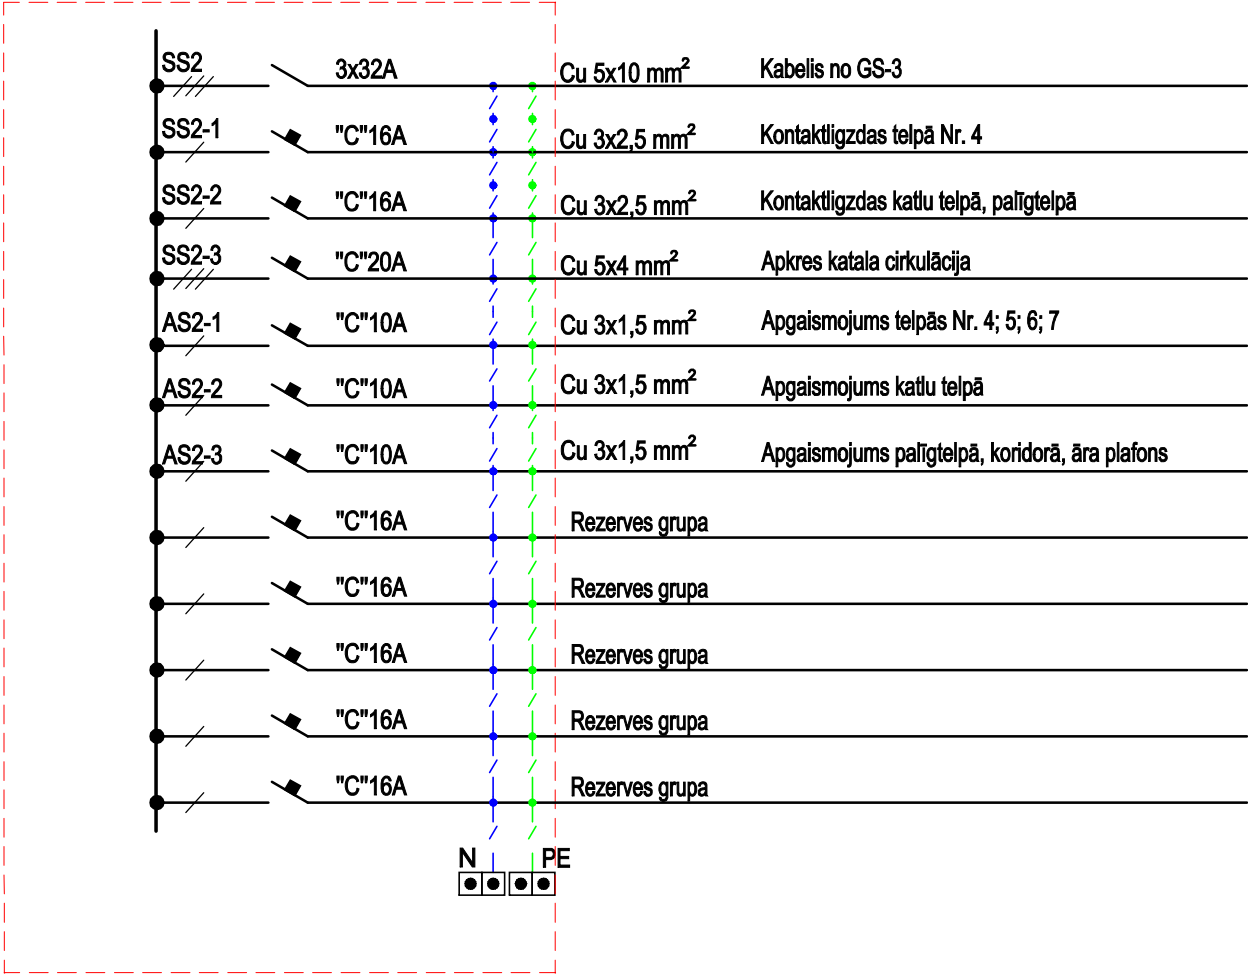 SS2 3x32A Cu 5x10 mm² Kabelis no GS-3
SS2-1 "C"16A Cu 3x2,5 mm² Kontaktligzdas telpā Nr. 4
SS2-2 "C"16A Cu 3x2,5 mm² Kontaktligzdas katlu telpā, palīgtelpā
SS2-3 "C"20A Cu 5x4 mm² Apkres katala cirkulācija
AS2-1 "C"10A Cu 3x1,5 mm² Apgaismojums telpās Nr. 4; 5; 6; 7
AS2-2 "C"10A Cu 3x1,5 mm² Apgaismojums katlu telpā
AS2-3 "C"10A Cu 3x1,5 mm² Apgaismojums palīgtelpā, koridorā, āra plafons
"C"16A Rezerves grupa
"C"16A Rezerves grupa
"C"16A Rezerves grupa
"C"16A Rezerves grupa
"C"16A Rezerves grupa
N PE